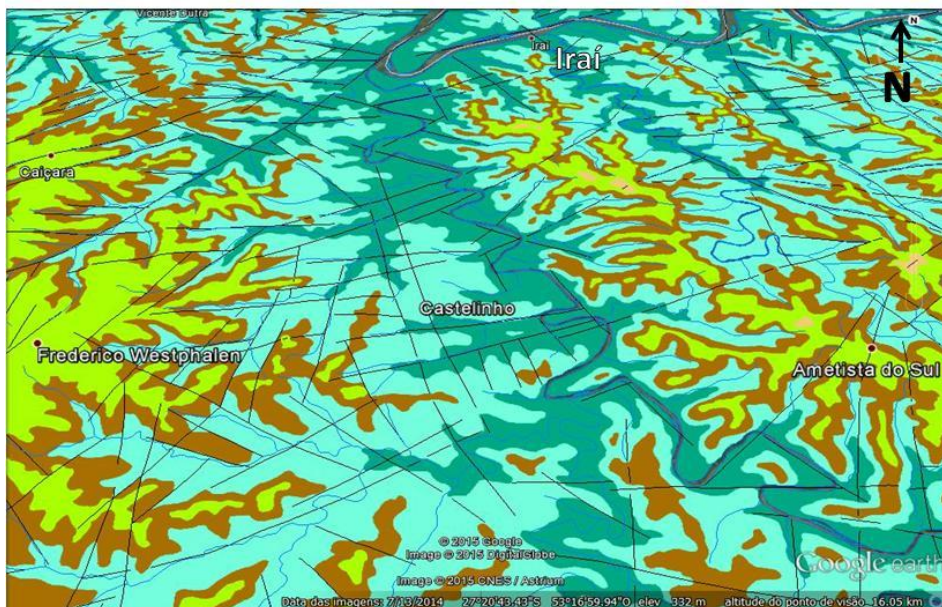 Vicente Dutra
Iraí
Iraí
N
N
Caiçara
Castelinho
Frederico Westphalen
Ametista do Sul
© 2015 Google
Image © 2015 DigitalGlobe
Image © 2015 CNES / Astrium
Google earth
Data das imagens: 7/13/2014 27°20'43.43"S 53°16'59.94"O elev 332 m altitude do ponto de visão 16.05 km